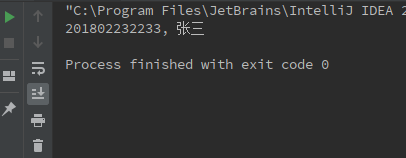 "C:\Program Files\JetBrains\IntelliJ IDEA 2
201802232233, 张三
Process finished with exit code 0